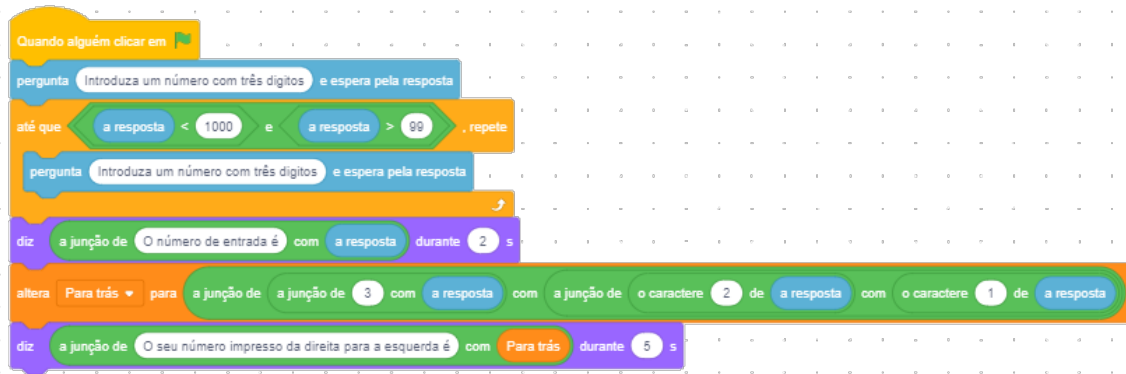 Quando alguém clicar em
pergunta Introduza um número com três digitos e espera pela resposta
até que a resposta < 1000 e a resposta > 99 , repete
pergunta Introduza um número com três digitos e espera pela resposta
diz a junção de O número de entrada é com a resposta durante 2 s
altera Para trás para a junção de a junção de 3 com a resposta com a junção de o caractere 2 de a resposta com o caractere 1 de a resposta
diz a junção de O seu número impresso da direita para a esquerda é com Para trás durante 5 s